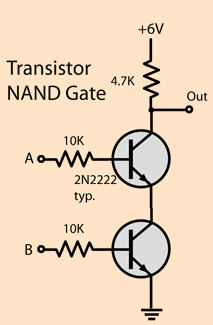 +6V
Transistor
NAND Gate
4.7K
Out
10K
A
2N2222
typ.
10K
B